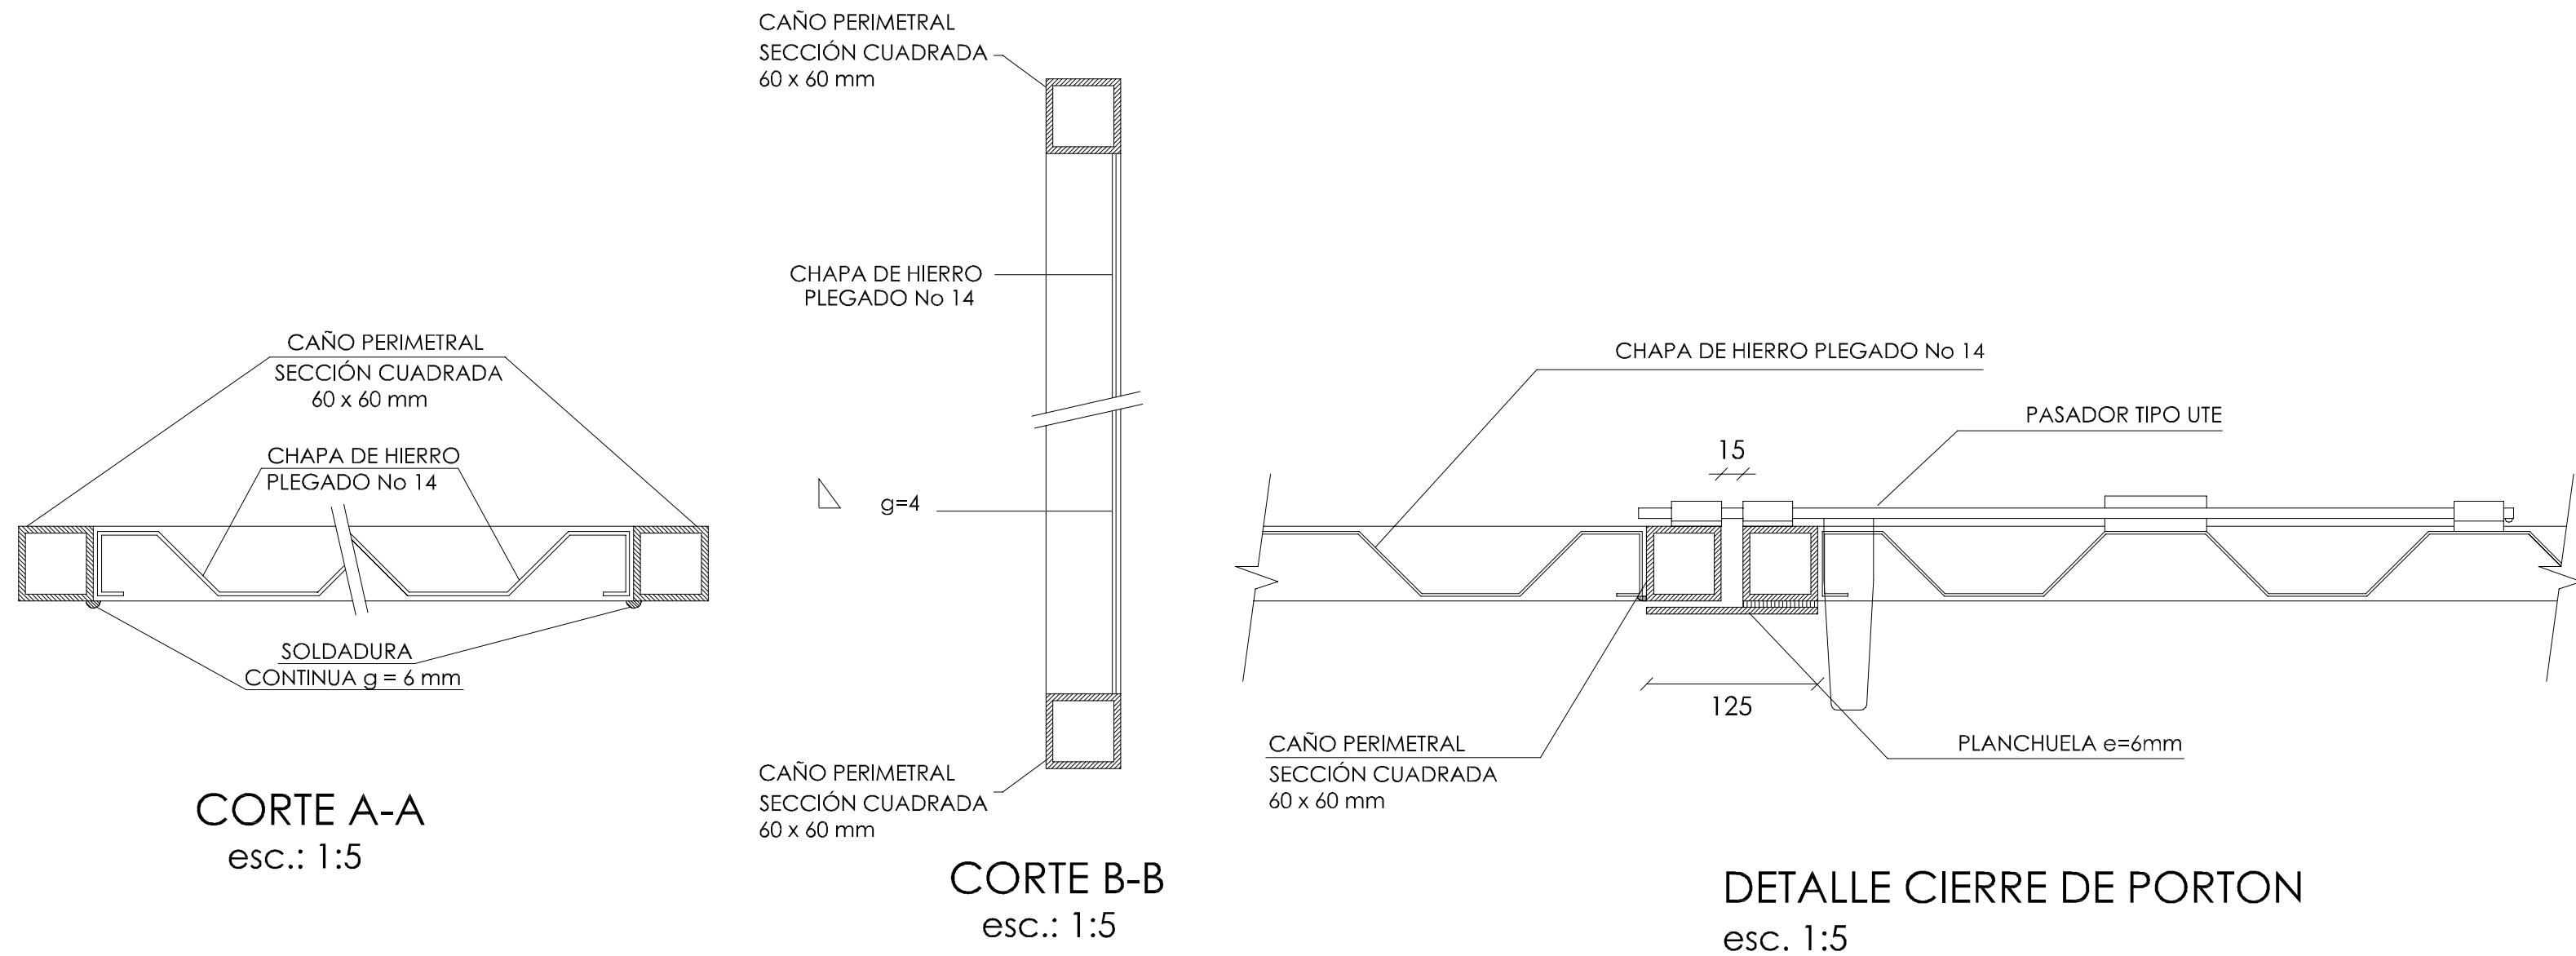 CAÑO PERIMETRAL
SECCIÓN CUADRADA
60 x 60 mm
CHAPA DE HIERRO
PLEGADO No 14
SOLDADURA
CONTINUA g = 6 mm
CORTE A-A
esc.: 1:5
CAÑO PERIMETRAL
SECCIÓN CUADRADA
60 x 60 mm
CHAPA DE HIERRO
PLEGADO No 14
g=4
CAÑO PERIMETRAL
SECCIÓN CUADRADA
60 x 60 mm
CORTE B-B
esc.: 1:5
CHAPA DE HIERRO PLEGADO No 14
PASADOR TIPO UTE
15
125
CAÑO PERIMETRAL
SECCIÓN CUADRADA
60 x 60 mm
PLANCHUELA e=6mm
DETALLE CIERRE DE PORTON
esc. 1:5